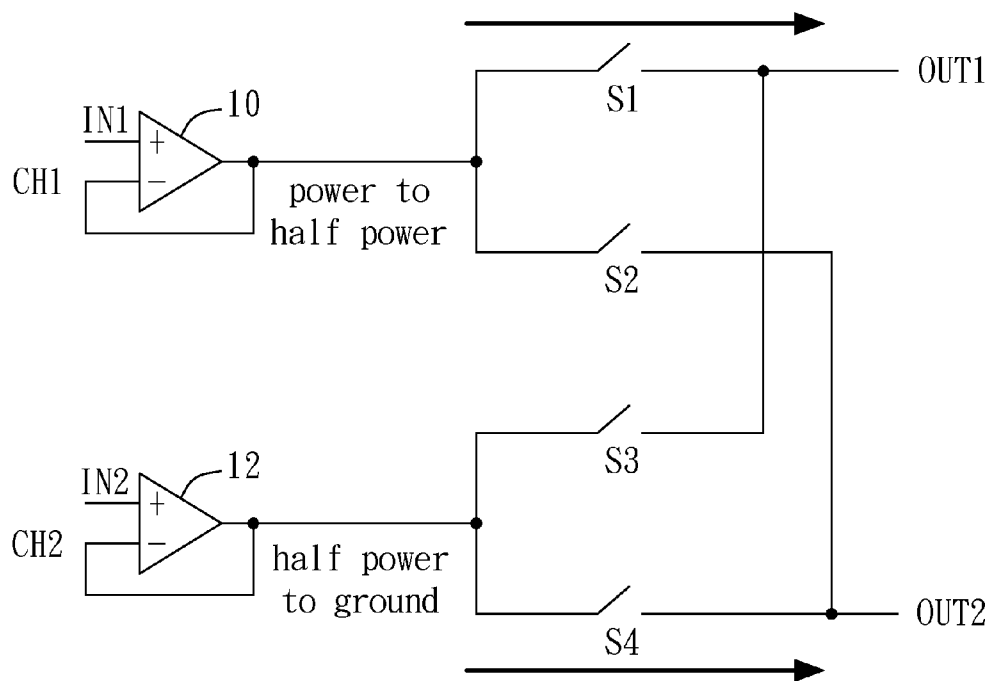 OUT1
S1
10
IN1
+
−
CH1
power to
half power
S2
S3
12
IN2
+
−
CH2
half power
to ground
S4
OUT2